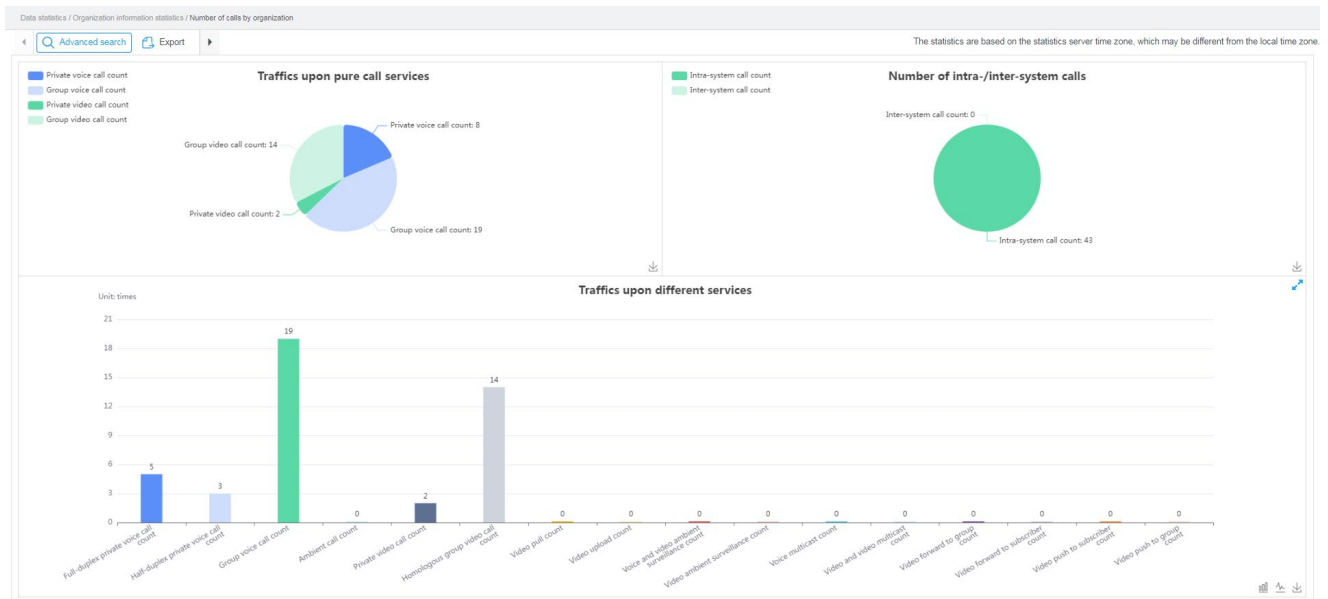 Data statistics / Organization information statistics / Number of calls by organization
Advanced search
Export
The statistics are based on the statistics server time zone, which may be different from the local time zone.
Private voice call count
Group voice call count
Private video call count
Group video call count
Traffics upon pure call services
Private voice call count: 8
Group video call count: 14
Private video call count: 2
Group voice call count: 19
Intra-system call count
Inter-system call count
Number of intra-/inter-system calls
Inter-system call count: 0
Intra-system call count: 43
Traffics upon different services
Unit: times
21
18
15
12
9
6
3
0
5
3
19
0
2
14
0
0
0
0
0
0
0
0
0
0
Full-duplex private voice call
count
Half-duplex private voice call
count
Group voice call count
Ambient call count
Private video call count
Homologous group video call
count
Video pull count
Video upload count
Voice and video ambient
surveillance count
Video ambient surveillance count
Voice multicast count
Video and video multicast
count
Video forward to group
count
Video forward to subscriber
count
Video push to subscriber
count
Video push to group
count